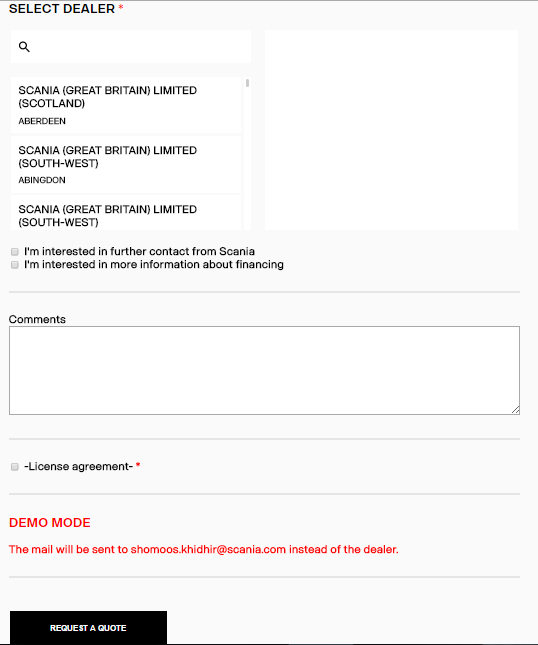 SELECT DEALER *
SCANIA (GREAT BRITAIN) LIMITED
(SCOTLAND)
ABERDEEN
SCANIA (GREAT BRITAIN) LIMITED
(SOUTH-WEST)
ABINGDON
SCANIA (GREAT BRITAIN) LIMITED
(SOUTH-WEST)
I'm interested in further contact from Scania
I'm interested in more information about financing
Comments
-License agreement- *
DEMO MODE
The mail will be sent to shomoos.khidhir@scania.com instead of the dealer.
REQUEST A QUOTE